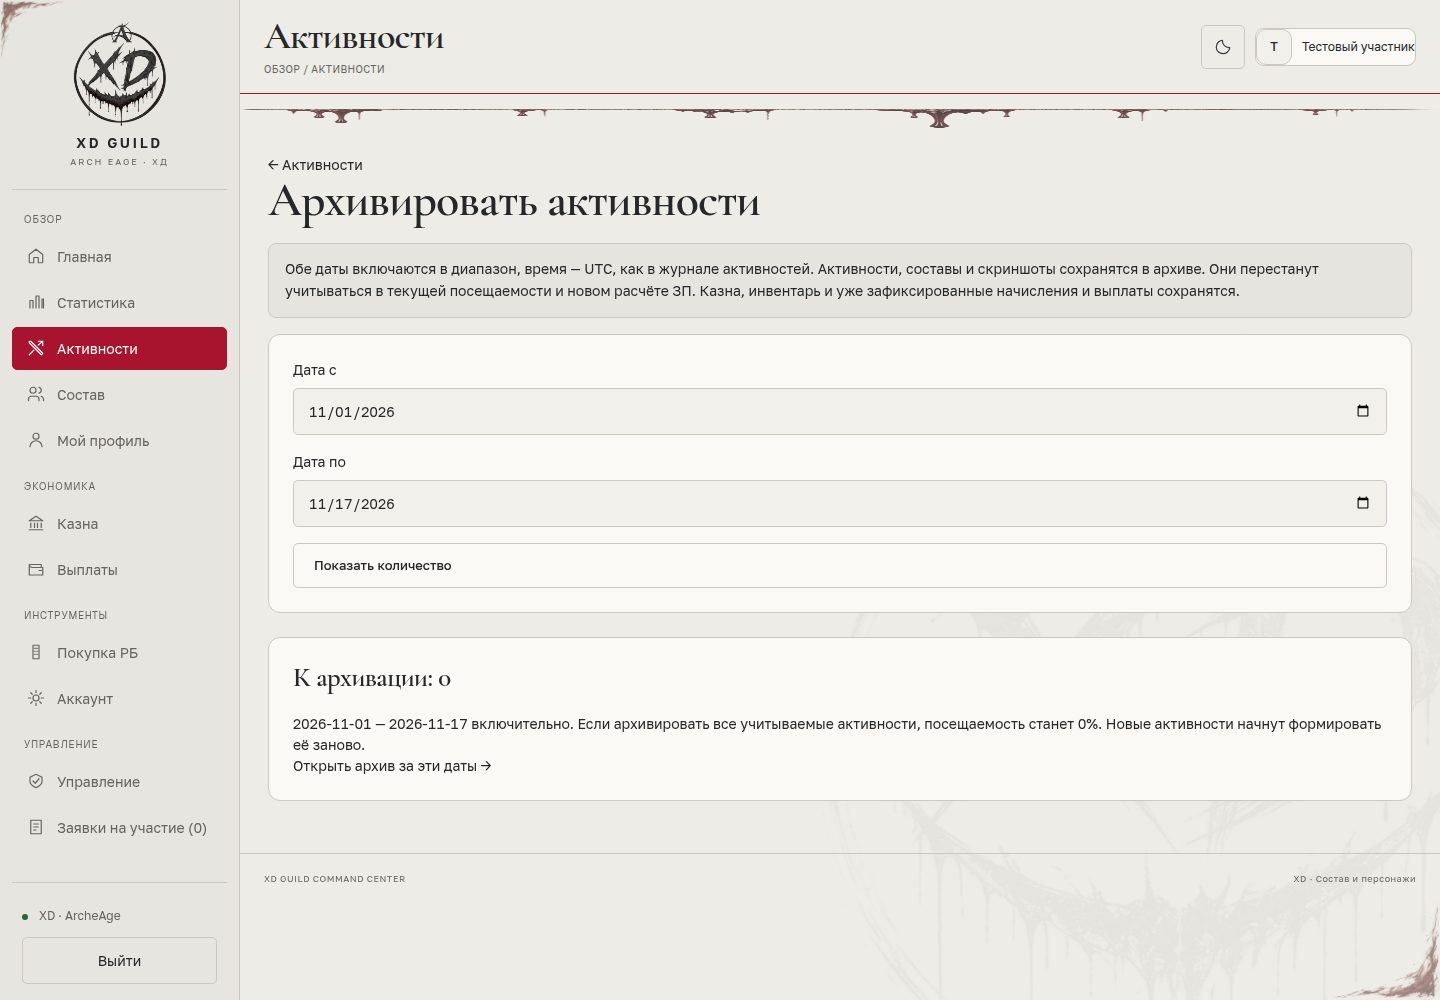 XD
XD GUILD
ARCH EAGE · ХД
ОБЗОР
Главная
Статистика
Активности
Состав
Мой профиль
ЭКОНОМИКА
Казна
Выплаты
ИНСТРУМЕНТЫ
Покупка РБ
Аккаунт
УПРАВЛЕНИЕ
Управление
Заявки на участие (0)
XD · ArcheAge
Выйти
Активности
ОБЗОР / АКТИВНОСТИ
Т
Тестовый участник
← Активности
Архивировать активности
Обе даты включаются в диапазон, время — UTC, как в журнале активностей. Активности, составы и скриншоты сохранятся в архиве. Они перестанут
учитываться в текущей посещаемости и новом расчёте ЗП. Казна, инвентарь и уже зафиксированные начисления и выплаты сохранятся.
Дата с
11/01/2026
Дата по
11/17/2026
Показать количество
К архивации: 0
2026-11-01 — 2026-11-17 включительно. Если архивировать все учитываемые активности, посещаемость станет 0%. Новые активности начнут формировать
её заново.
Открыть архив за эти даты →
XD GUILD COMMAND CENTER
XD · Состав и персонажи